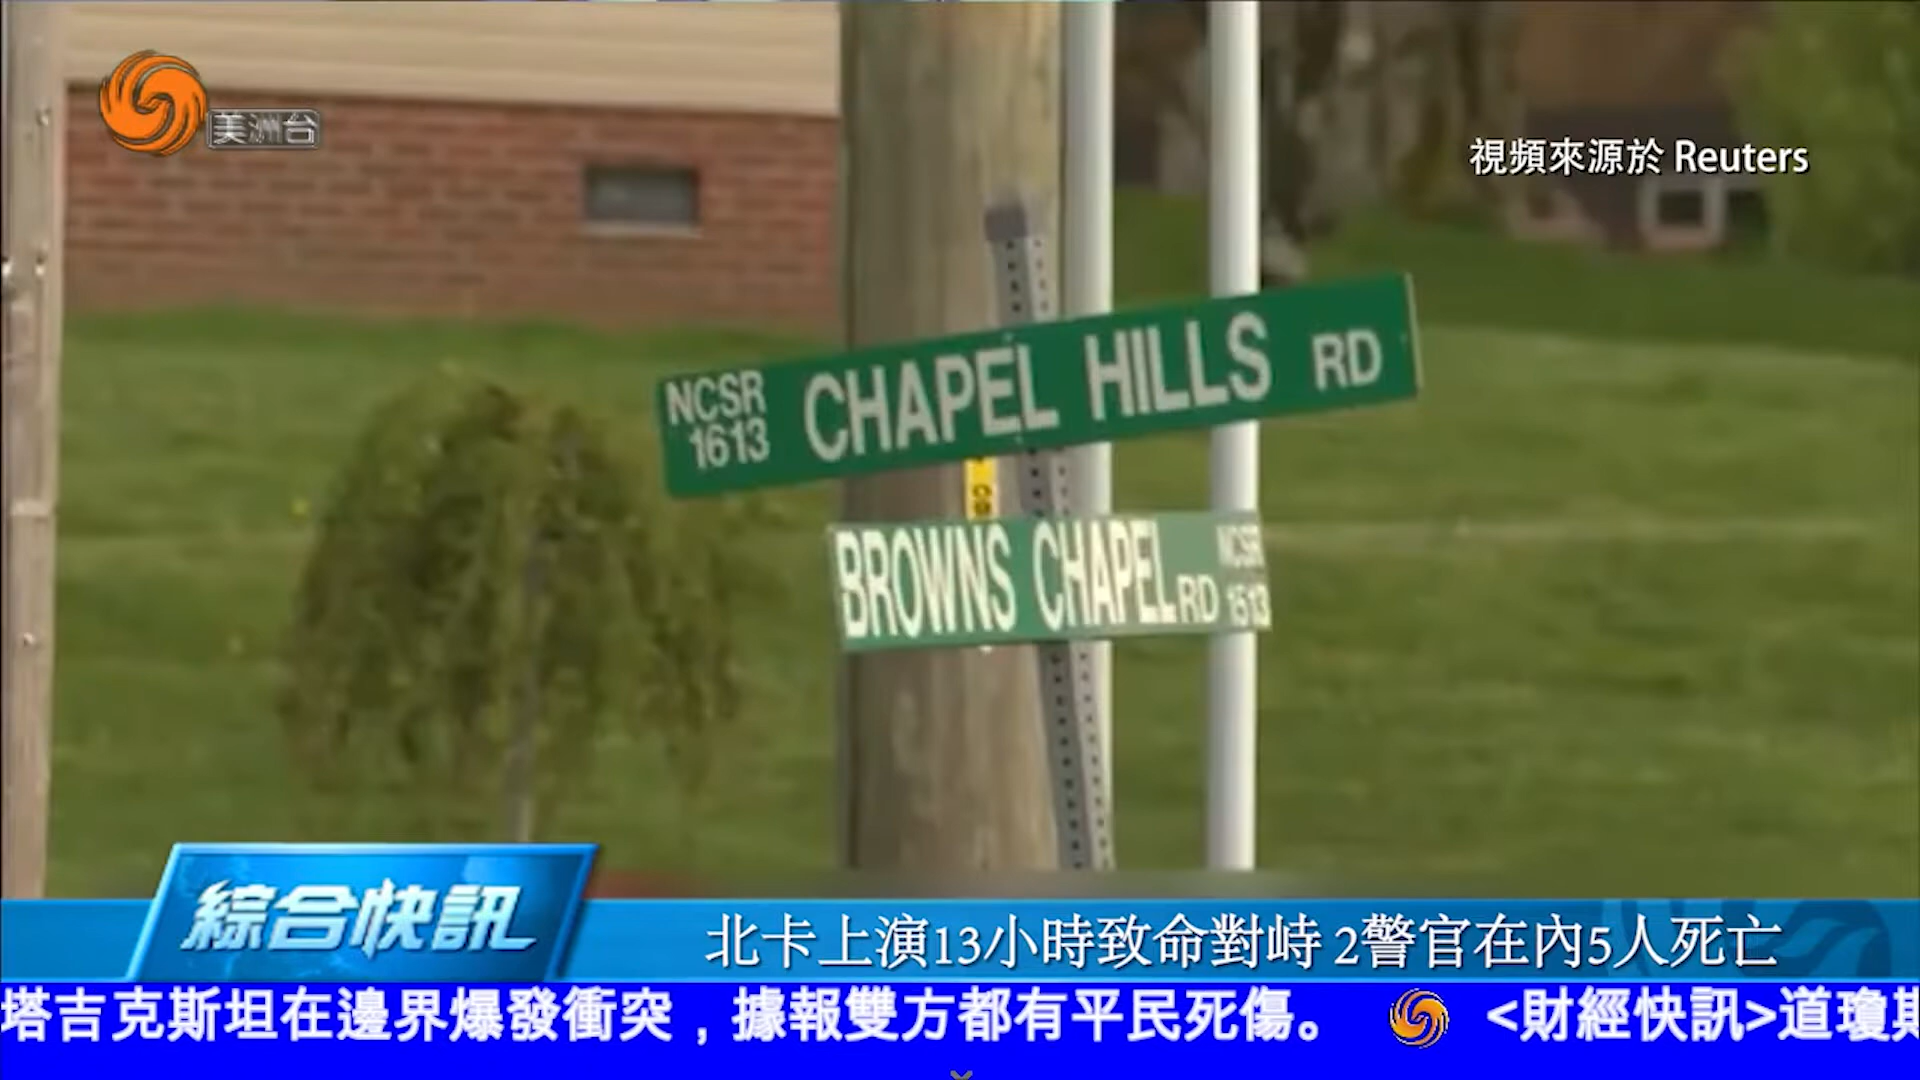 美洲台
視頻來源於 Reuters
NCSR 1613 CHAPEL HILLS RD
BROWNS CHAPEL RD NCSR 1513
綜合快訊
北卡上演13小時致命對峙 2警官在內5人死亡
塔吉克斯坦在邊界爆發衝突，據報雙方都有平民死傷。 <財經快訊>道瓊斯